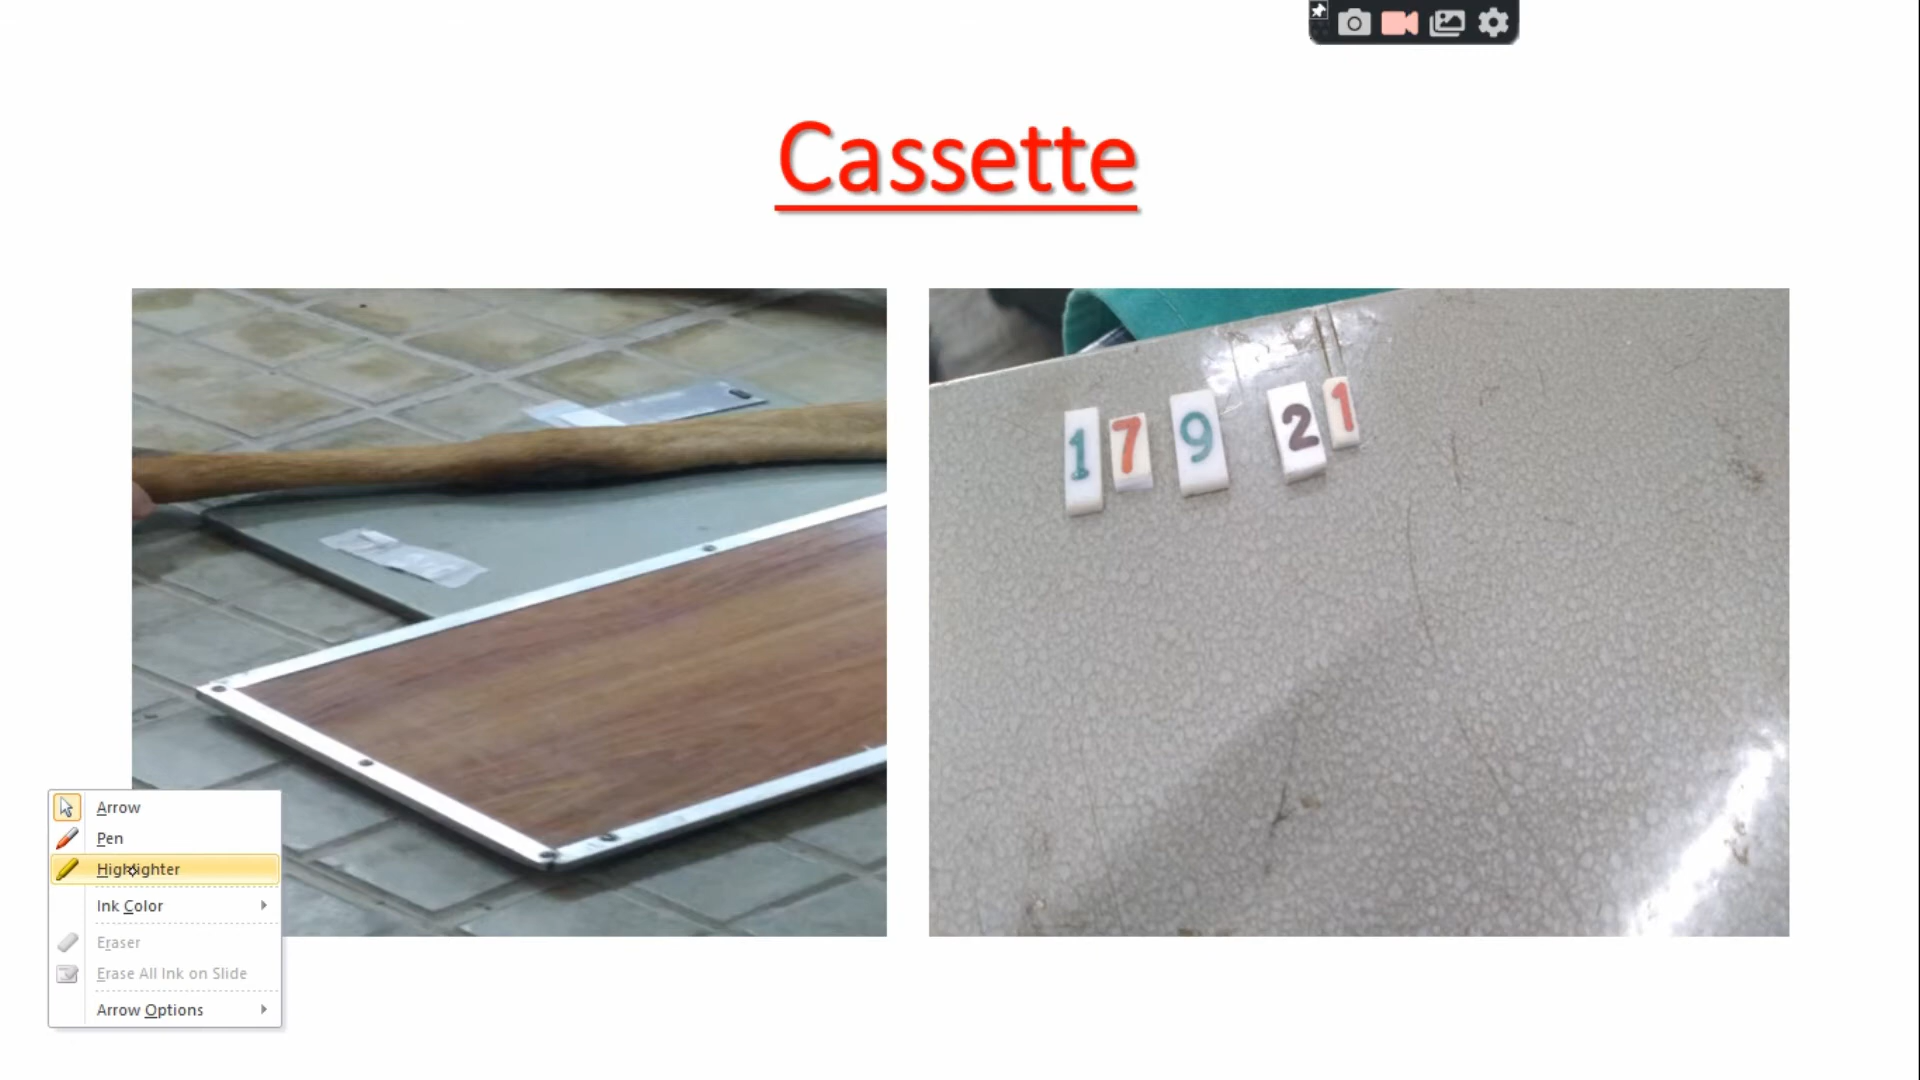 Cassette
1 7 9 2 1
Arrow
Pen
Highlighter
Ink Color
Eraser
Erase All Ink on Slide
Arrow Options